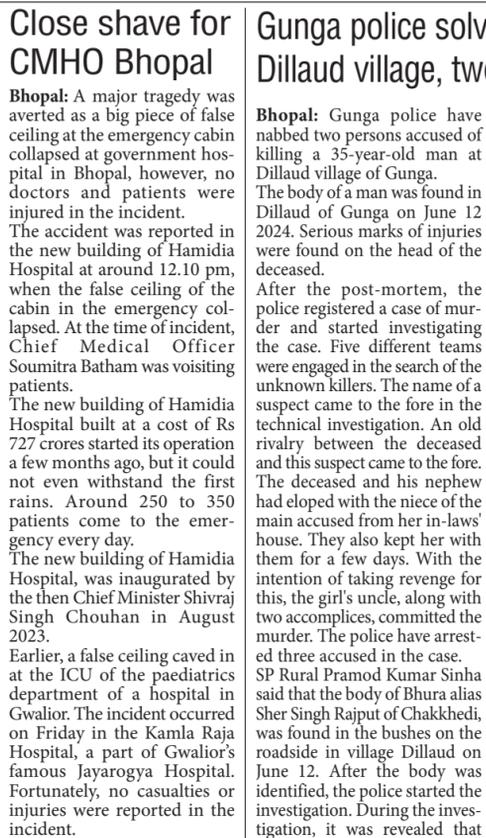 Close shave for
CMHO Bhopal
Bhopal: A major tragedy was
averted as a big piece of false
ceiling at the emergency cabin
collapsed at government hos-
pital in Bhopal, however, no
doctors and patients were
injured in the incident.
The accident was reported in
the new building of Hamidia
Hospital at around 12.10 pm,
when the false ceiling of the
cabin in the emergency col-
lapsed. At the time of incident,
Chief Medical Officer
Soumitra Batham was voisiting
patients.
The new building of Hamidia
Hospital built at a cost of Rs
727 crores started its operation
a few months ago, but it could
not even withstand the first
rains. Around 250 to 350
patients come to the emer-
gency every day.
The new building of Hamidia
Hospital, was inaugurated by
the then Chief Minister Shivraj
Singh Chouhan in August
2023.
Earlier, a false ceiling caved in
at the ICU of the paediatrics
department of a hospital in
Gwalior. The incident occurred
on Friday in the Kamla Raja
Hospital, a part of Gwalior's
famous Jayarogya Hospital.
Fortunately, no casualties or
injuries were reported in the
incident.
Gunga police solv
Dillaud village, tw
Bhopal: Gunga police have
nabbed two persons accused of
killing a 35-year-old man at
Dillaud village of Gunga.
The body of a man was found in
Dillaud of Gunga on June 12
2024. Serious marks of injuries
were found on the head of the
deceased.
After the post-mortem, the
police registered a case of mur-
der and started investigating
the case. Five different teams
were engaged in the search of the
unknown killers. The name of a
suspect came to the fore in the
technical investigation. An old
rivalry between the deceased
and this suspect came to the fore.
The deceased and his nephew
had eloped with the niece of the
main accused from her in-laws'
house. They also kept her with
them for a few days. With the
intention of taking revenge for
this, the girl's uncle, along with
two accomplices, committed the
murder. The police have arrest-
ed three accused in the case.
SP Rural Pramod Kumar Sinha
said that the body of Bhura alias
Sher Singh Rajput of Chakkhedi,
was found in the bushes on the
roadside in village Dillaud on
June 12. After the body was
identified, the police started the
investigation. During the inves-
tigation, it was revealed that